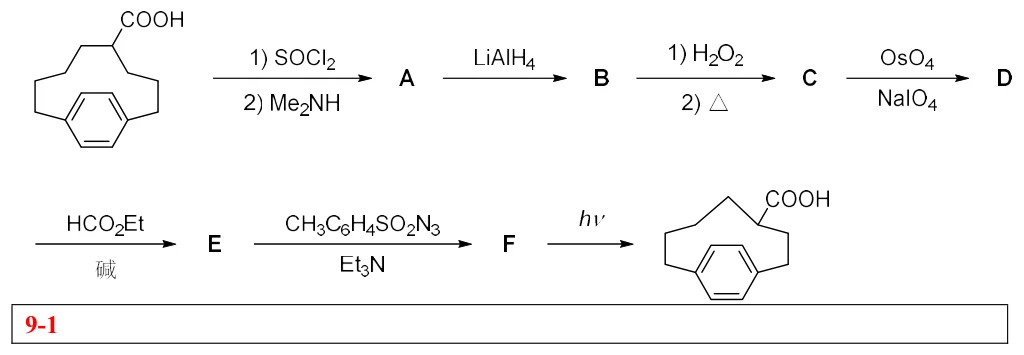 COOH
1) SOCl2
2) Me2NH
A
LiAlH4
B
1) H2O2
2) △
C
OsO4
NaIO4
D
HCO2Et
碱
E
CH3C6H4SO2N3
Et3N
F
hν
COOH
9-1